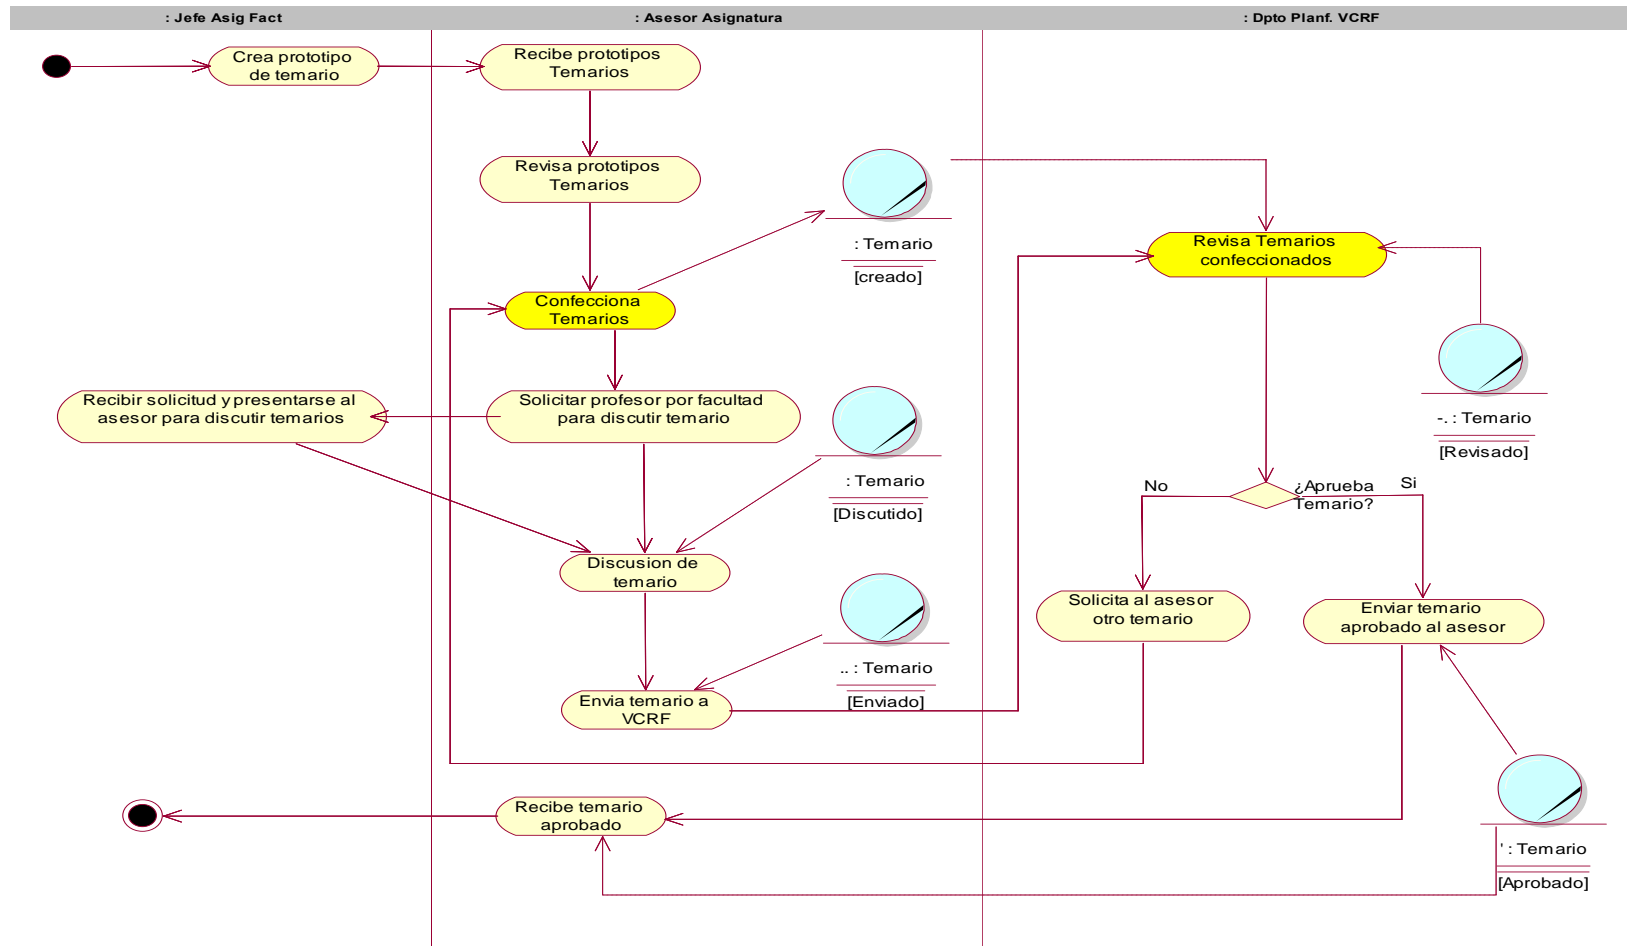 : Jefe Asig Fact
: Asesor Asignatura
: Dpto Planf. VCRF
Crea prototipo
de temario
Recibe prototipos
Temarios
Revisa prototipos
Temarios
: Temario
[creado]
Revisa Temarios
confeccionados
Confecciona
Temarios
-. : Temario
[Revisado]
Recibir solicitud y presentarse al
asesor para discutir temarios
Solicitar profesor por facultad
para discutir temario
: Temario
[Discutido]
No
¿Aprueba
Temario?
Si
Discusion de
temario
Solicita al asesor
otro temario
Enviar temario
aprobado al asesor
.. : Temario
[Enviado]
Envia temario a
VCRF
Recibe temario
aprobado
' : Temario
[Aprobado]